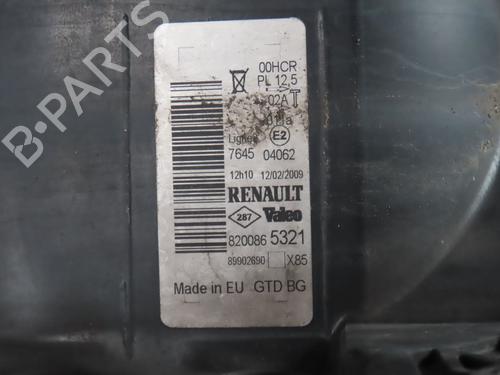 00HCR
PL 12,5
02A T
E2
7645 04062
12h10 12/02/2009
RENAULT
287 Valeo
820086 5321
89902690 X85
Made in EU GTD BG
B-PARTS